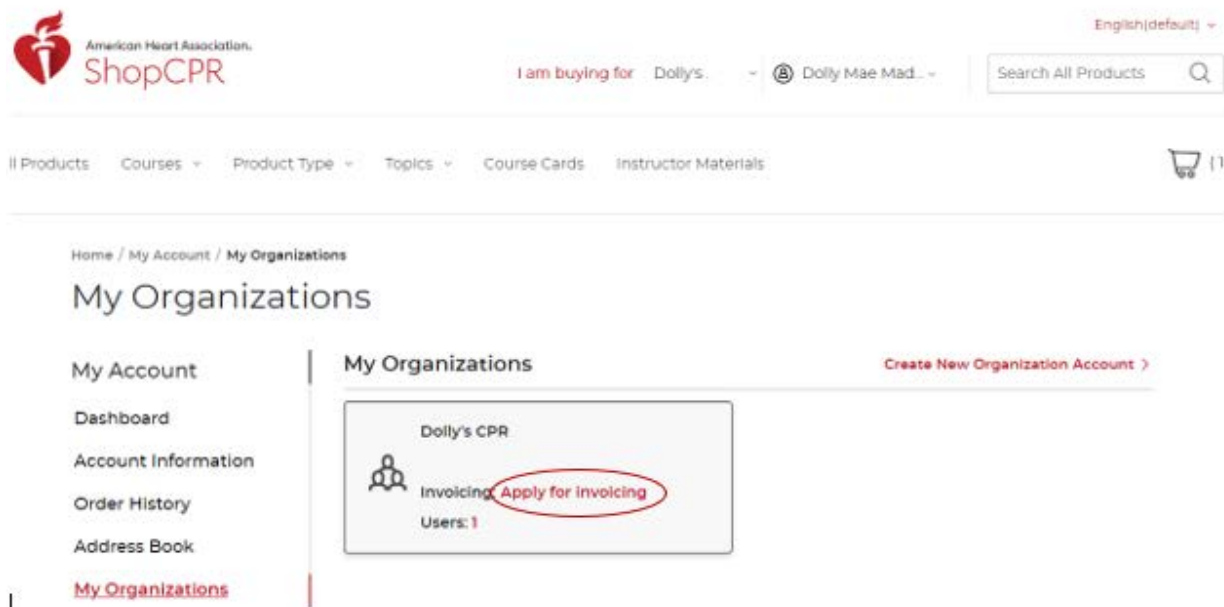 English(default)
American Heart Association.
ShopCPR
I am buying for Dolly's. Dolly Mae Mad... Search All Products
ll Products Courses Product Type Topics Course Cards Instructor Materials
(1
Home / My Account / My Organizations
My Organizations
My Account
Dashboard
Account Information
Order History
Address Book
My Organizations
My Organizations Create New Organization Account >
Dolly's CPR
Invoicing: Apply for invoicing
Users: 1